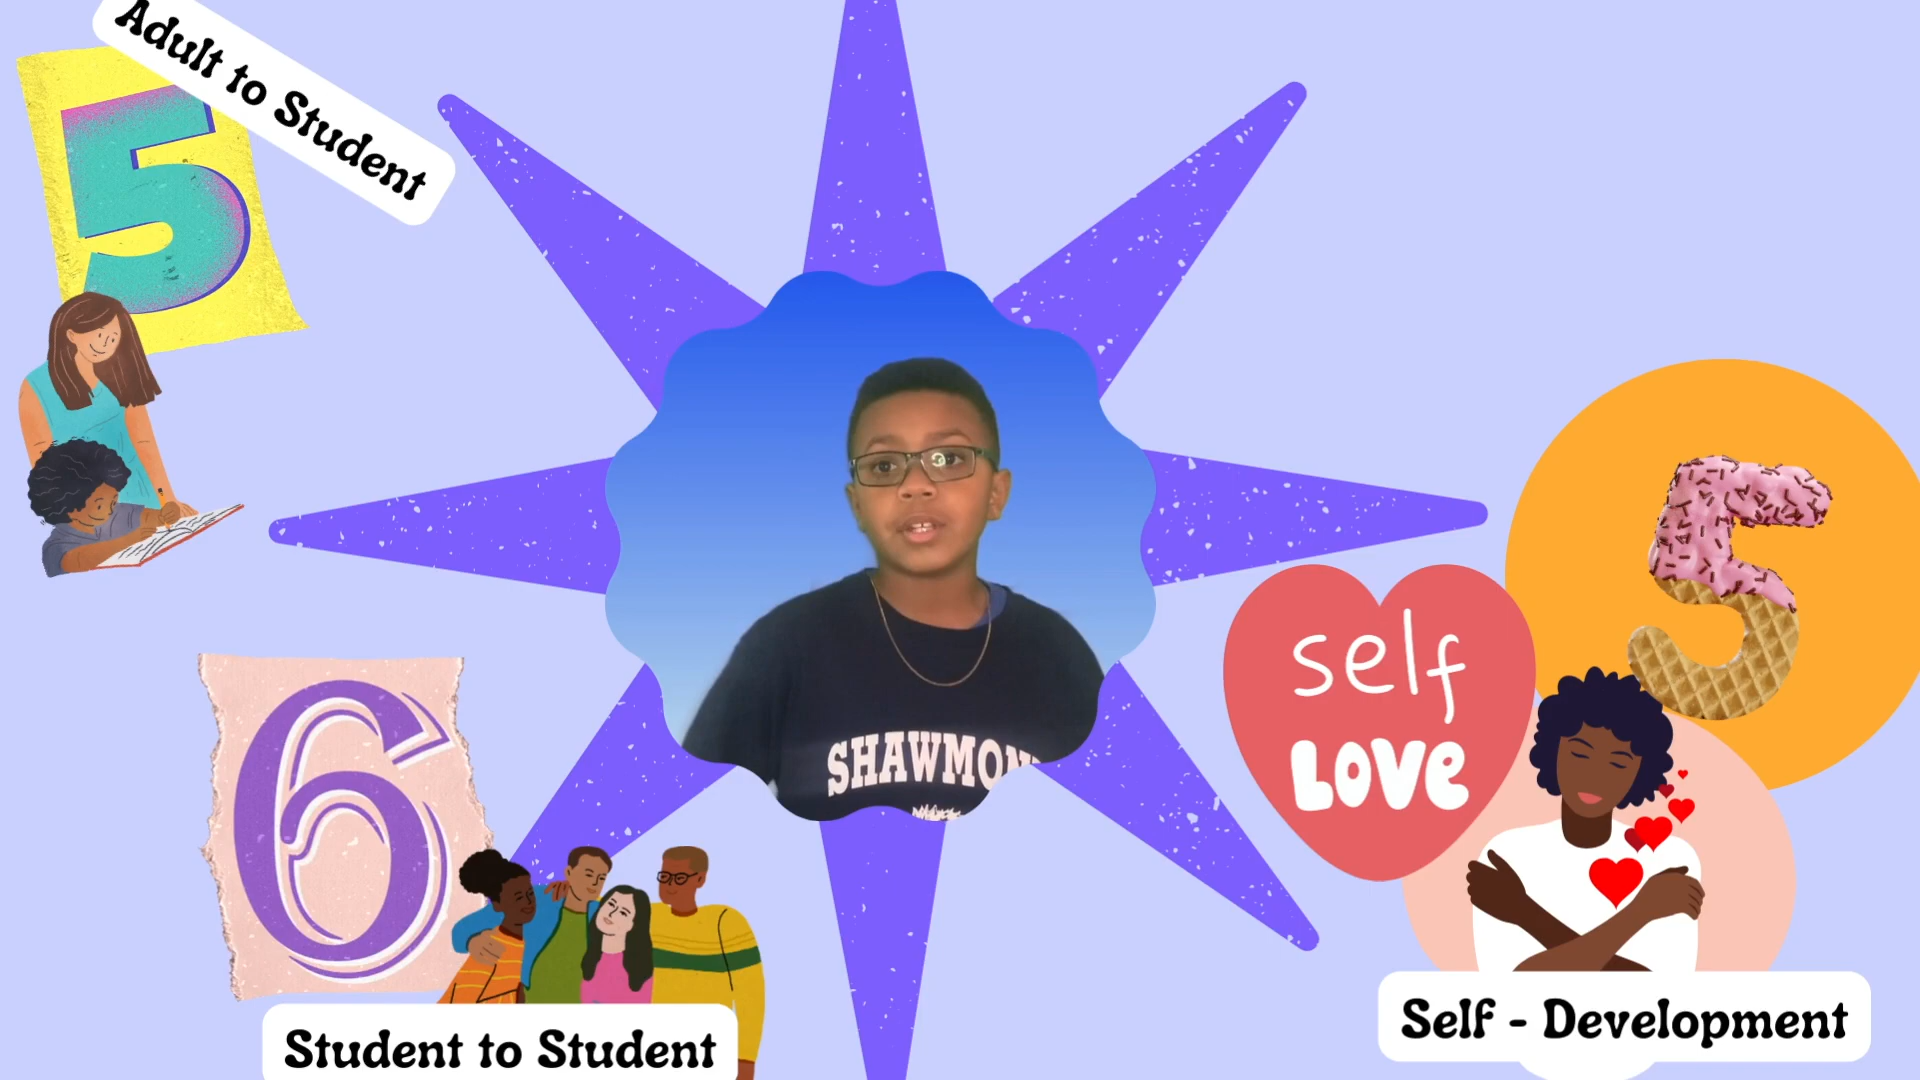 Adult to Student
5
5
self
LOVE
6
Student to Student
Self - Development